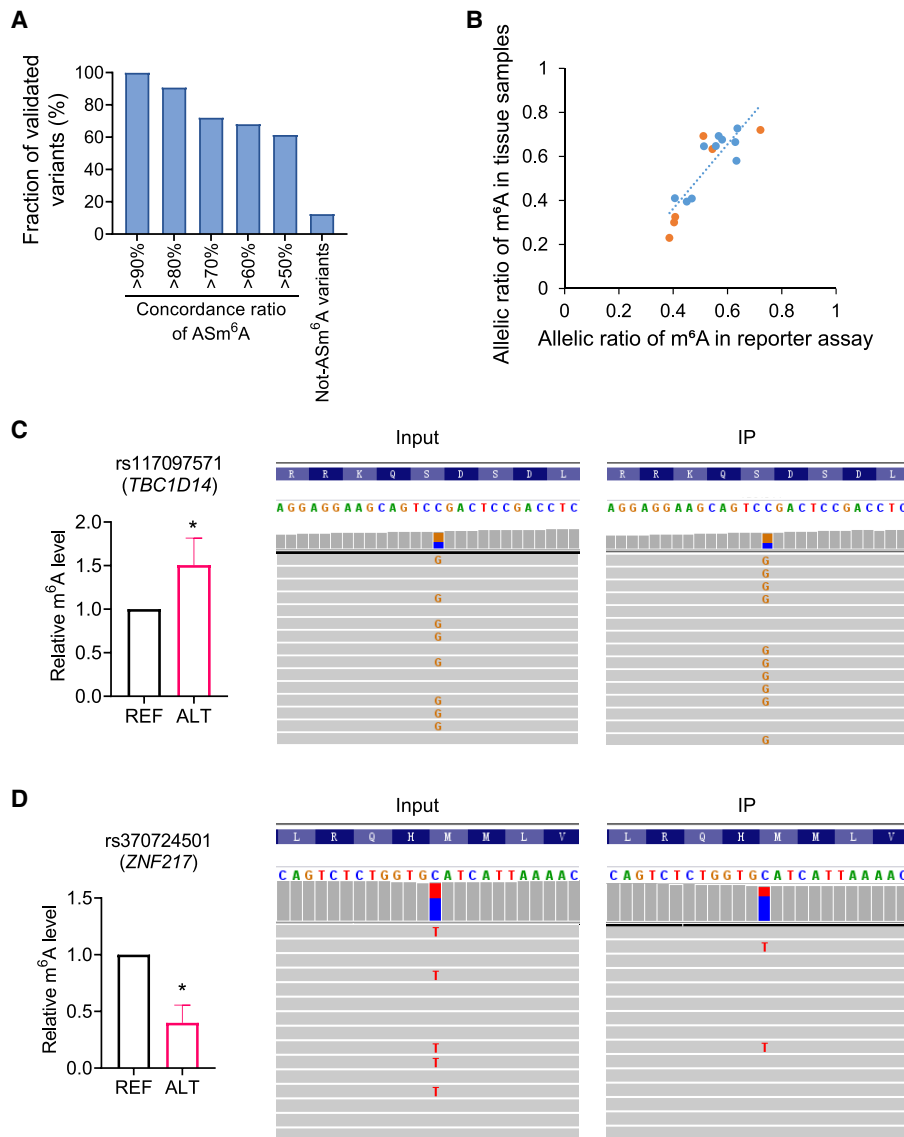 A
Fraction of validated
variants (%)
100
80
60
40
20
0
>90%
>80%
>70%
>60%
>50%
Not-ASm⁶A variants
Concordance ratio
of ASm⁶A
B
Allelic ratio of m⁶A in tissue samples
1
0.8
0.6
0.4
0.2
0
0 0.2 0.4 0.6 0.8 1
Allelic ratio of m⁶A in reporter assay
C
rs117097571
(TBC1D14)
Relative m⁶A level
2.0
1.5
1.0
0.5
0.0
*
REF ALT
Input
R R K Q S D S D L
AGGAGGAAGCAGTCCGACTCCGACCTC
G
G
G
G
G
G
G
G
IP
R R K Q S D S D L
AGGAGGAAGCAGTCCGACTCCGACCTC
G
G
G
G
G
G
G
G
G
G
D
rs370724501
(ZNF217)
Relative m⁶A level
1.5
1.0
0.5
0.0
*
REF ALT
Input
L R Q H M M L V
CAGTCTCTGGTGCATCATTAAAAC
T
T
T
T
T
IP
L R Q H M M L V
CAGTCTCTGGTGCATCATTAAAAC
T
T